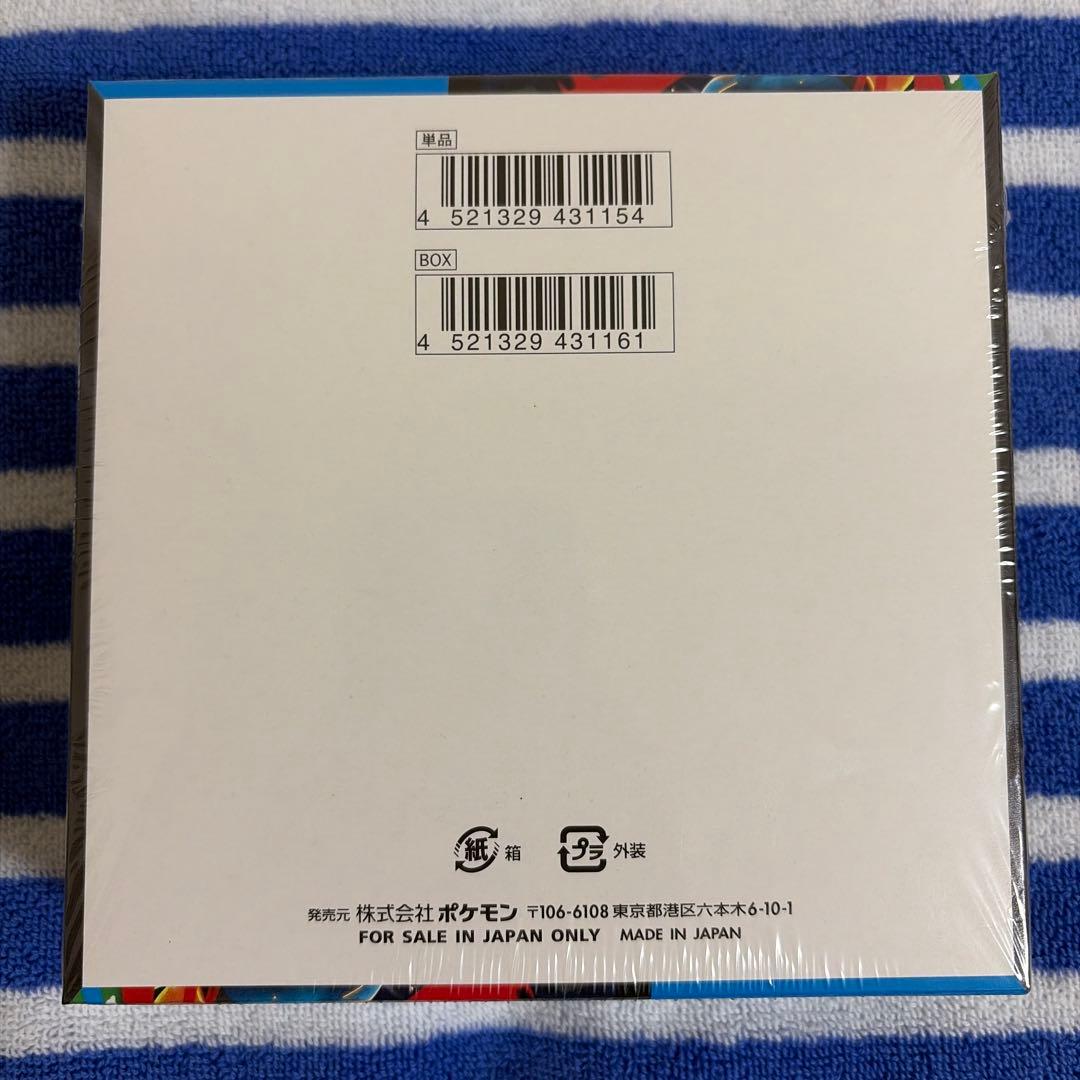 単品
4 521329 431154
BOX
4 521329 431161
紙 箱 プラ 外装
発売元 株式会社 ポケモン 〒106-6108 東京都港区六本木6-10-1
FOR SALE IN JAPAN ONLY MADE IN JAPAN